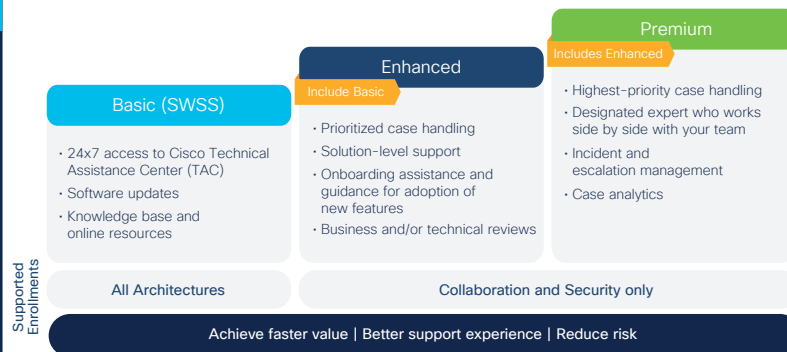 Basic (SWSS)
• 24x7 access to Cisco Technical
Assistance Center (TAC)
• Software updates
• Knowledge base and
online resources
Enhanced
Include Basic
• Prioritized case handling
• Solution-level support
• Onboarding assistance and
guidance for adoption of
new features
• Business and/or technical reviews
Premium
Includes Enhanced
• Highest-priority case handling
• Designated expert who works
side by side with your team
• Incident and
escalation management
• Case analytics
Supported
Enrollments
All Architectures
Collaboration and Security only
Achieve faster value | Better support experience | Reduce risk